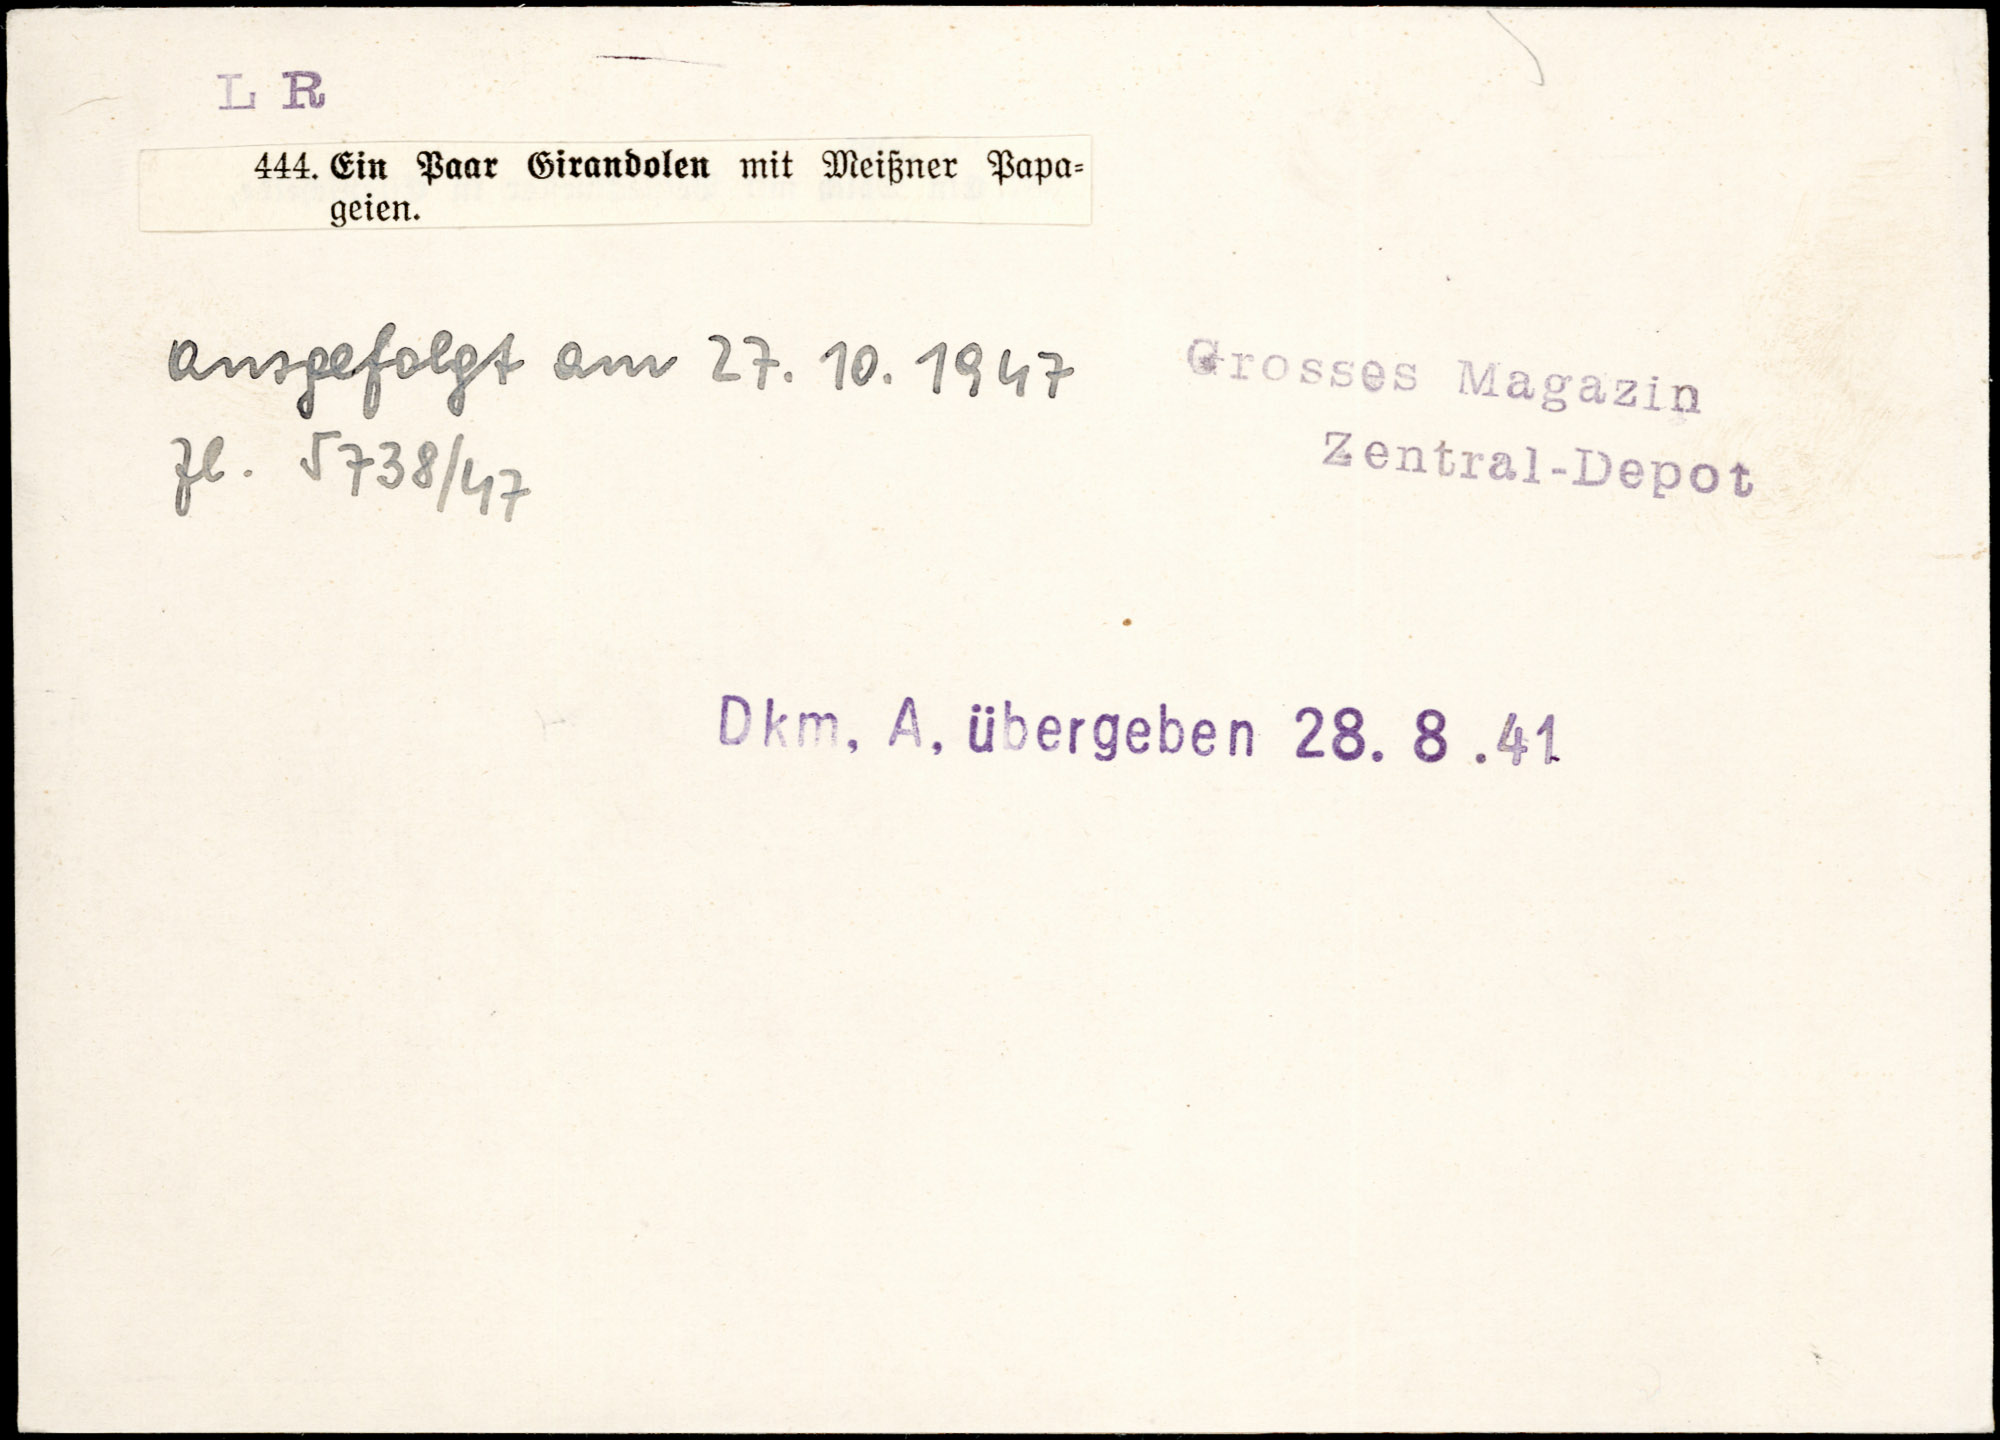 L R
444. Ein Paar Girandolen mit Meißner Papa-
geien.
ausgefolgt am 27. 10. 1947
Zl. 5738/47
Grosses Magazin
Zentral-Depot
Dkm. A. übergeben 28. 8 .41